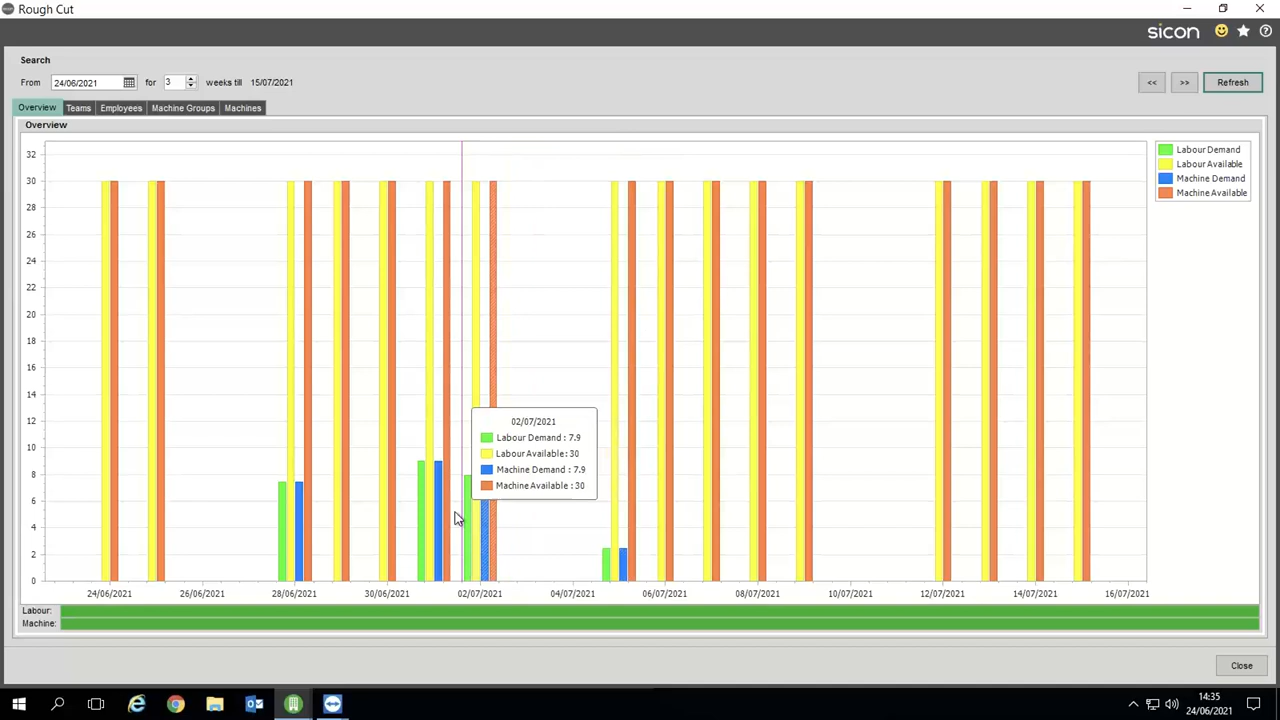 Rough Cut
sicon
Search
From 24/06/2021 for 3 weeks till 15/07/2021 << >> Refresh
Overview Teams Employees Machine Groups Machines
Overview
32
30
28
26
24
22
20
18
16
14
12
10
8
6
4
2
0
Labour Demand
Labour Available
Machine Demand
Machine Available
02/07/2021
Labour Demand : 7.9
Labour Available : 30
Machine Demand : 7.9
Machine Available : 30
24/06/2021 26/06/2021 28/06/2021 30/06/2021 02/07/2021 04/07/2021 06/07/2021 08/07/2021 10/07/2021 12/07/2021 14/07/2021 16/07/2021
Labour:
Machine:
Close
14:35
24/06/2021